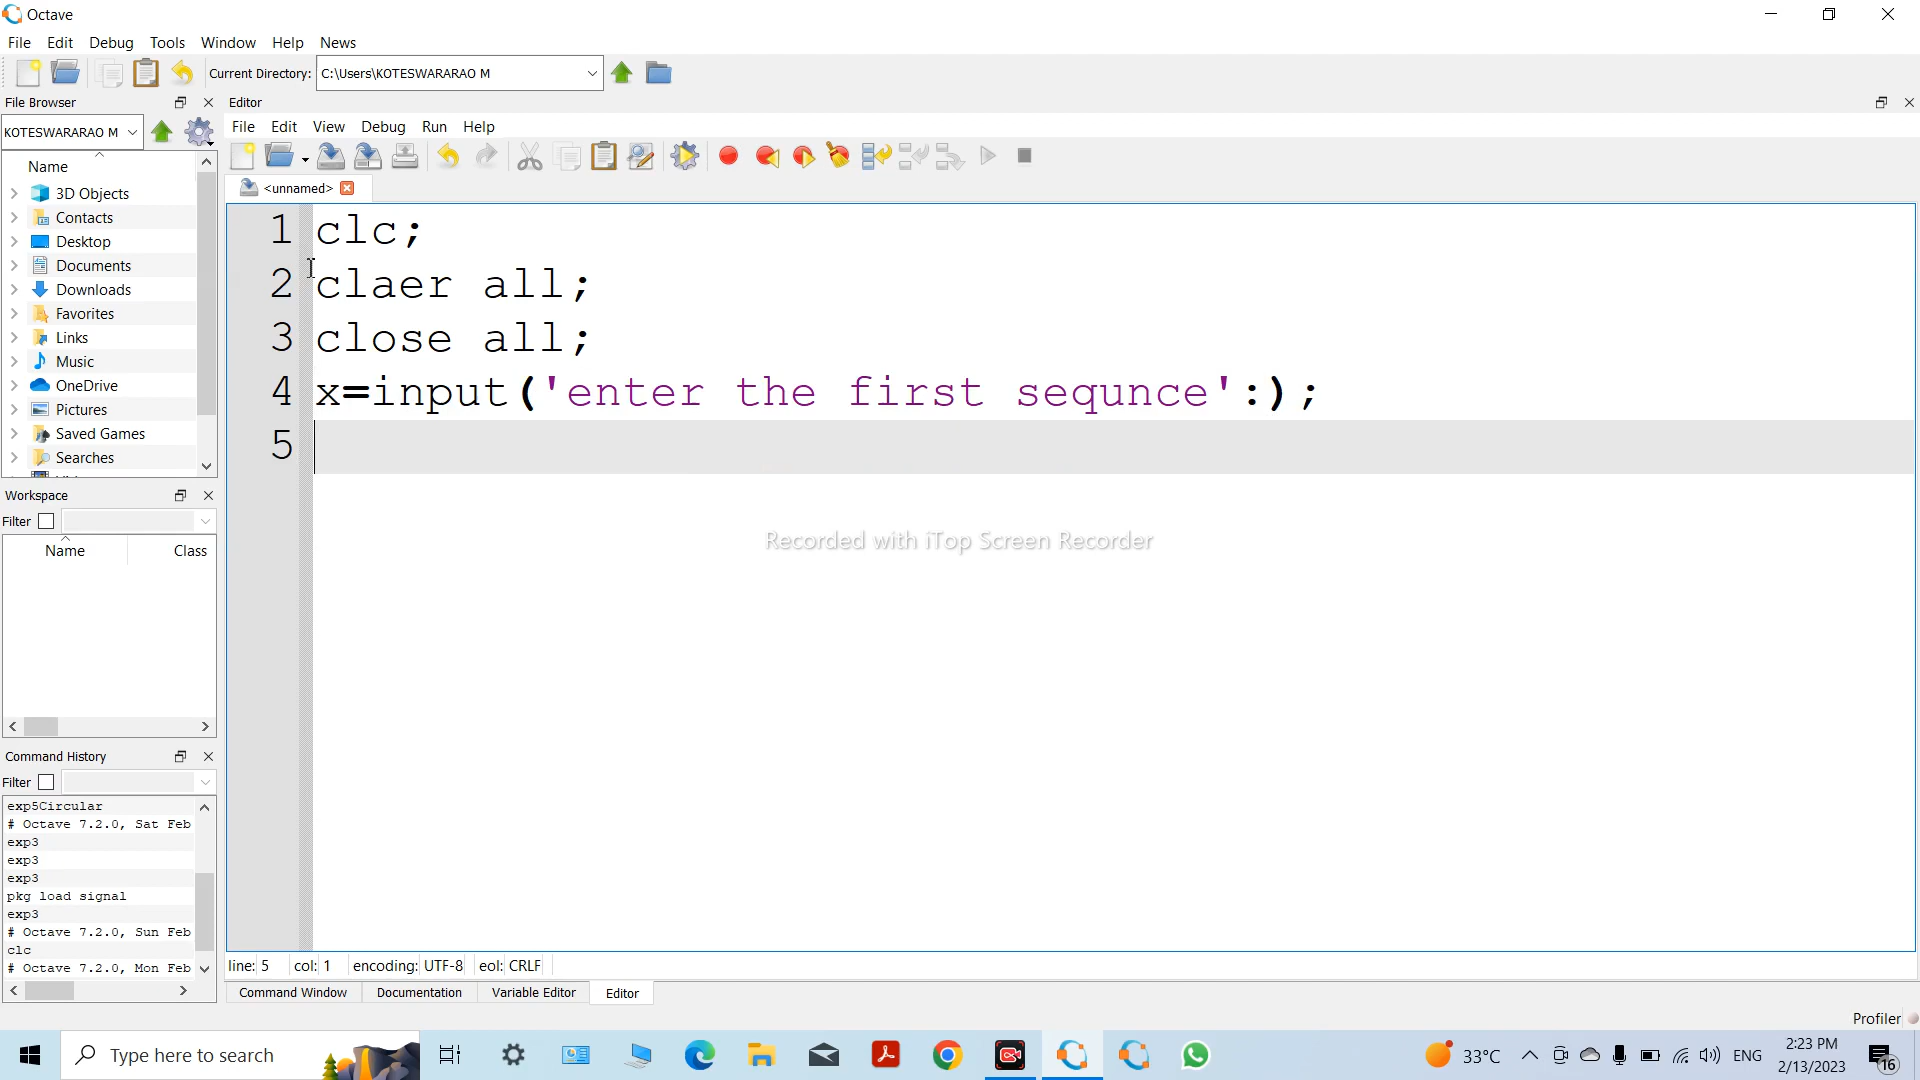 Octave
File Edit Debug Tools Window Help News
Current Directory: C:\Users\KOTESWARARAO M
File Browser
Editor
KOTESWARARAO M
File Edit View Debug Run Help
Name
<unnamed>
3D Objects
Contacts
Desktop
Documents
Downloads
Favorites
Links
Music
OneDrive
Pictures
Saved Games
Searches
1 clc;
2 claer all;
3 close all;
4 x=input('enter the first sequnce':);
5
Recorded with iTop Screen Recorder
Workspace
Filter
Name Class
Command History
Filter
exp5Circular
# Octave 7.2.0, Sat Feb
exp3
exp3
exp3
pkg load signal
exp3
# Octave 7.2.0, Sun Feb
clc
# Octave 7.2.0, Mon Feb
line: 5 col: 1 encoding: UTF-8 eol: CRLF
Command Window Documentation Variable Editor Editor
Profiler
Type here to search
33°C
ENG
2:23 PM
2/13/2023
16